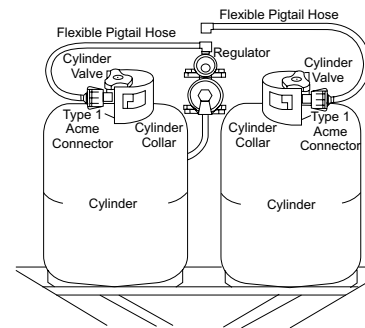 Flexible Pigtail Hose
Flexible Pigtail Hose
Cylinder
Valve
Regulator
Cylinder
Valve
Type 1
Acme
Connector
Cylinder
Collar
Cylinder
Collar
Type 1
Acme
Connector
Cylinder
Cylinder